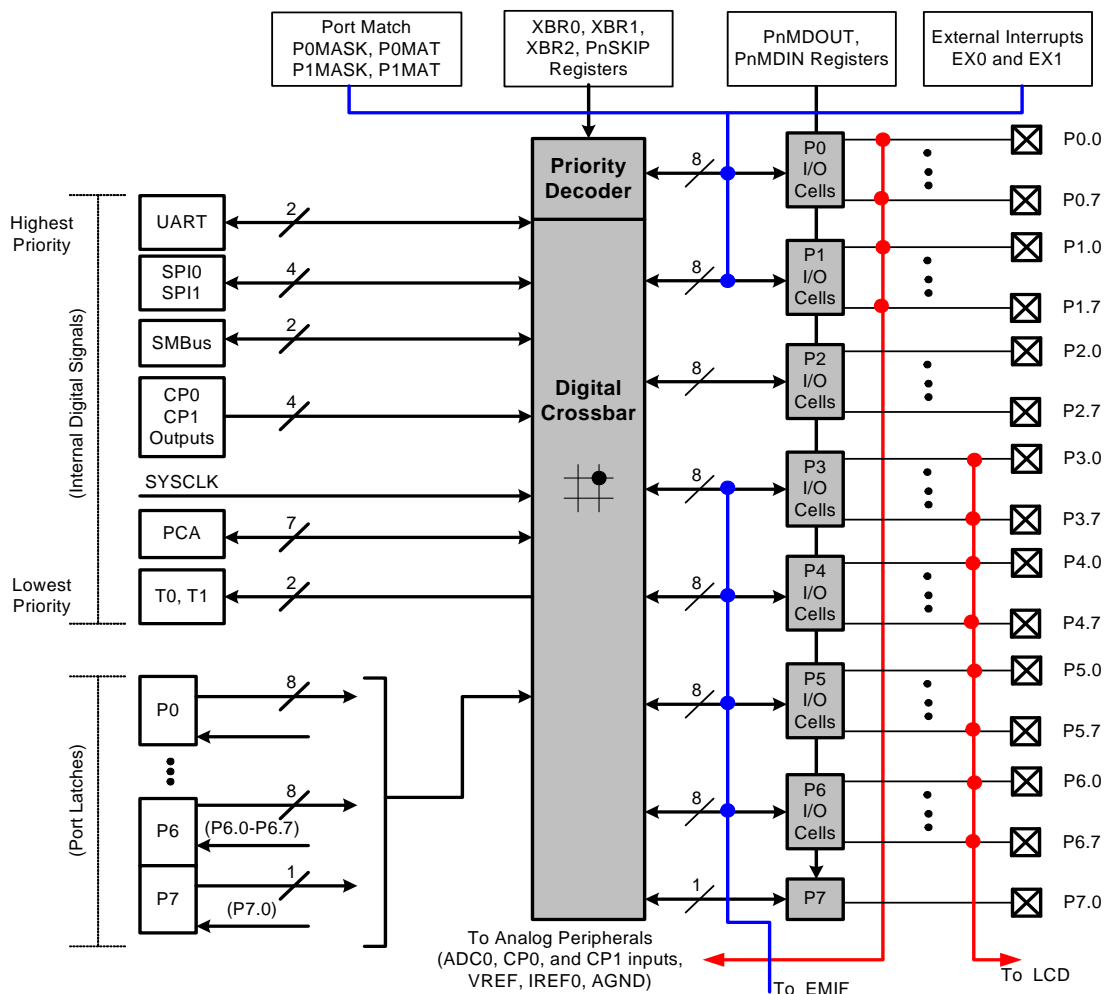 Port Match
P0MASK, P0MAT
P1MASK, P1MAT
XBR0, XBR1,
XBR2, PnSKIP
Registers
PnMDOUT,
PnMDIN Registers
External Interrupts
EX0 and EX1
Highest
Priority
Lowest
Priority
(Internal Digital Signals)
UART
2
SPI0
SPI1
4
SMBus
2
CP0
CP1
Outputs
4
SYSCLK
PCA
7
T0, T1
2
(Port Latches)
P0
8
P6
8
(P6.0-P6.7)
P7
1
(P7.0)
Priority
Decoder
Digital
Crossbar
8
P0
I/O
Cells
P0.0
P0.7
8
P1
I/O
Cells
P1.0
P1.7
8
P2
I/O
Cells
P2.0
P2.7
8
P3
I/O
Cells
P3.0
P3.7
8
P4
I/O
Cells
P4.0
P4.7
8
P5
I/O
Cells
P5.0
P5.7
8
P6
I/O
Cells
P6.0
P6.7
1
P7
P7.0
To Analog Peripherals
(ADC0, CP0, and CP1 inputs,
VREF, IREF0, AGND)
To EMIF
To LCD